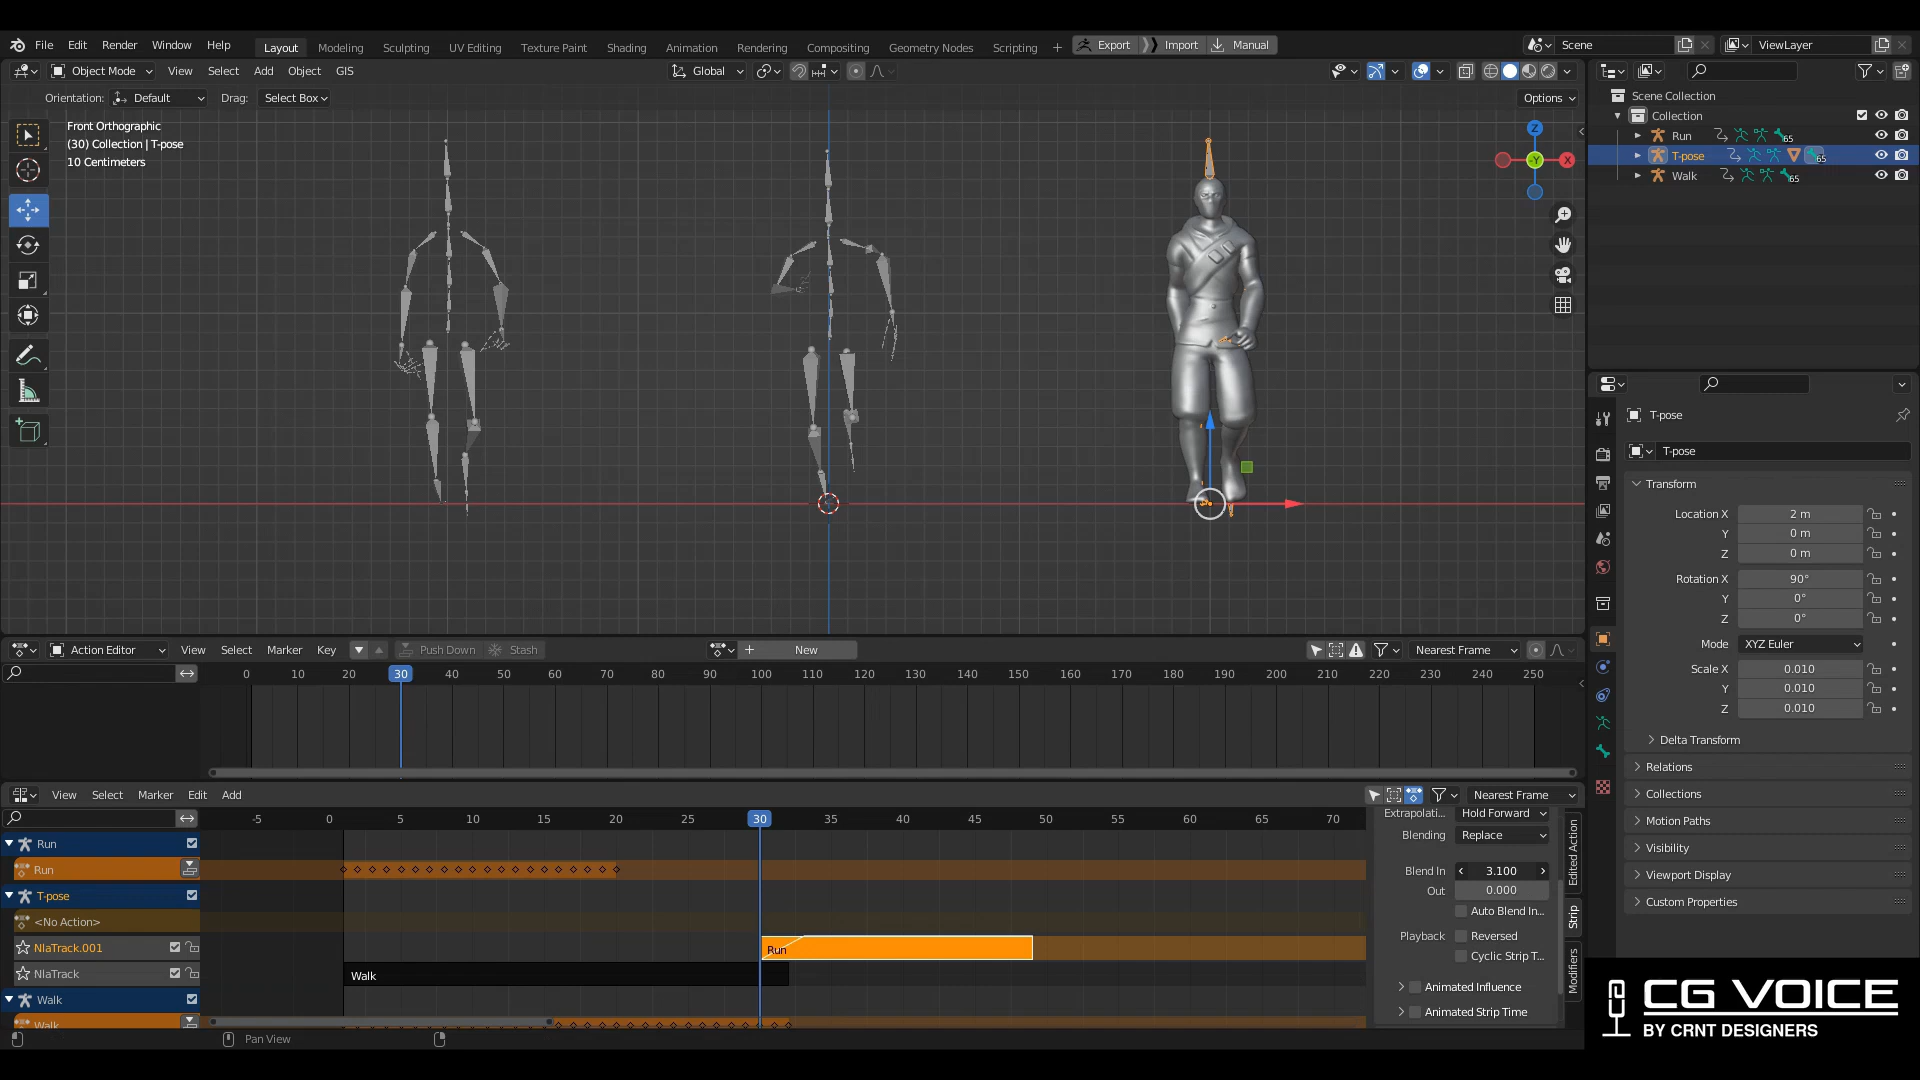 File Edit Render Window Help Layout Modeling Sculpting UV Editing Texture Paint Shading Animation Rendering Compositing Geometry Nodes Scripting + Export Import Manual Scene ViewLayer
Object Mode View Select Add Object GIS Global
Orientation: Default Drag: Select Box Options
Front Orthographic
(30) Collection | T-pose
10 Centimeters
Z
X
-Y
Scene Collection
Collection
Run 65
T-pose 65
Walk 65
T-pose
T-pose
Transform
Location X 2 m
Y 0 m
Z 0 m
Rotation X 90°
Y 0°
Z 0°
Mode XYZ Euler
Scale X 0.010
Y 0.010
Z 0.010
Delta Transform
Relations
Collections
Motion Paths
Visibility
Viewport Display
Custom Properties
Action Editor View Select Marker Key Push Down Stash New Nearest Frame
0 10 20 30 40 50 60 70 80 90 100 110 120 130 140 150 160 170 180 190 200 210 220 230 240 250
View Select Marker Edit Add Nearest Frame
-5 0 5 10 15 20 25 30 35 40 45 50 55 60 65 70
Run
Run
T-pose
<No Action>
NlaTrack.001
Run
NlaTrack
Walk
Walk
Walk
Extrapolati... Hold Forward
Blending Replace
Blend In 3.100
Out 0.000
Auto Blend In...
Playback Reversed
Cyclic Strip T...
Animated Influence
Animated Strip Time
Edited Action
Strip
Modifiers
Pan View
CG VOICE
BY CRNT DESIGNERS